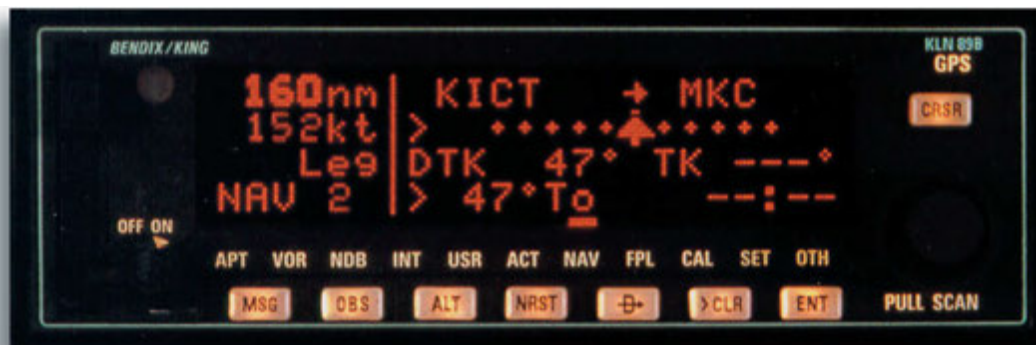 BENDIX/KING
KLN 89B
GPS
160nm KICT → MKC
152kt >
Leg DTK 47° TK ---°
NAV 2 > 47°To --:--
CRSR
OFF ON
APT VOR NDB INT USR ACT NAV FPL CAL SET OTH
MSG OBS ALT NRST D→ >CLR ENT
PULL SCAN